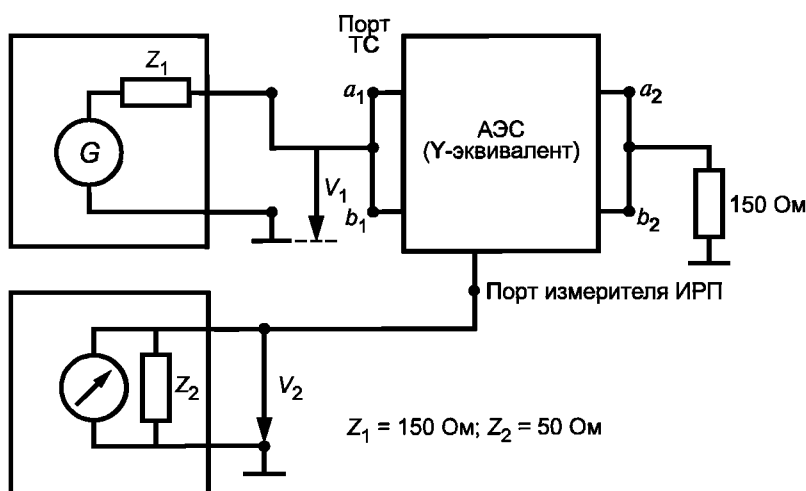 Порт
ТС
Z1
G
V1
a1
b1
АЭС
(Y-эквивалент)
a2
b2
150 Ом
Порт измерителя ИРП
Z2
V2
Z1 = 150 Ом; Z2 = 50 Ом